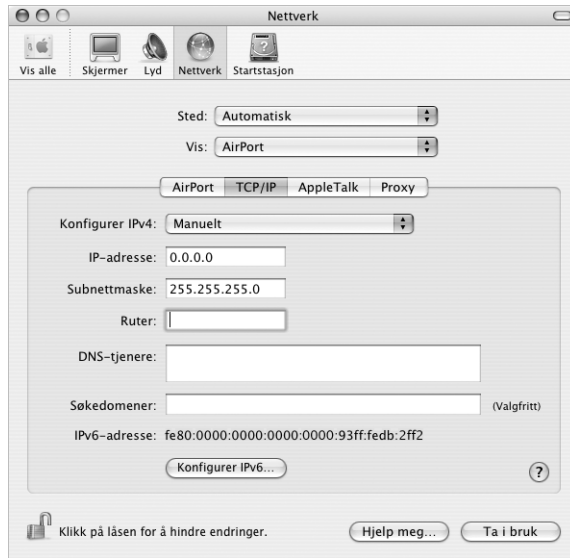 Nettverk
Vis alle Skjermer Lyd Nettverk Startstasjon
Sted: Automatisk
Vis: AirPort
AirPort TCP/IP AppleTalk Proxy
Konfigurer IPv4: Manuelt
IP-adresse: 0.0.0.0
Subnettmaske: 255.255.255.0
Ruter:
DNS-tjenere:
Søkedomener: (Valgfritt)
IPv6-adresse: fe80:0000:0000:0000:0000:93ff:fedb:2ff2
Konfigurer IPv6...
?
Klikk på låsen for å hindre endringer. Hjelp meg... Ta i bruk